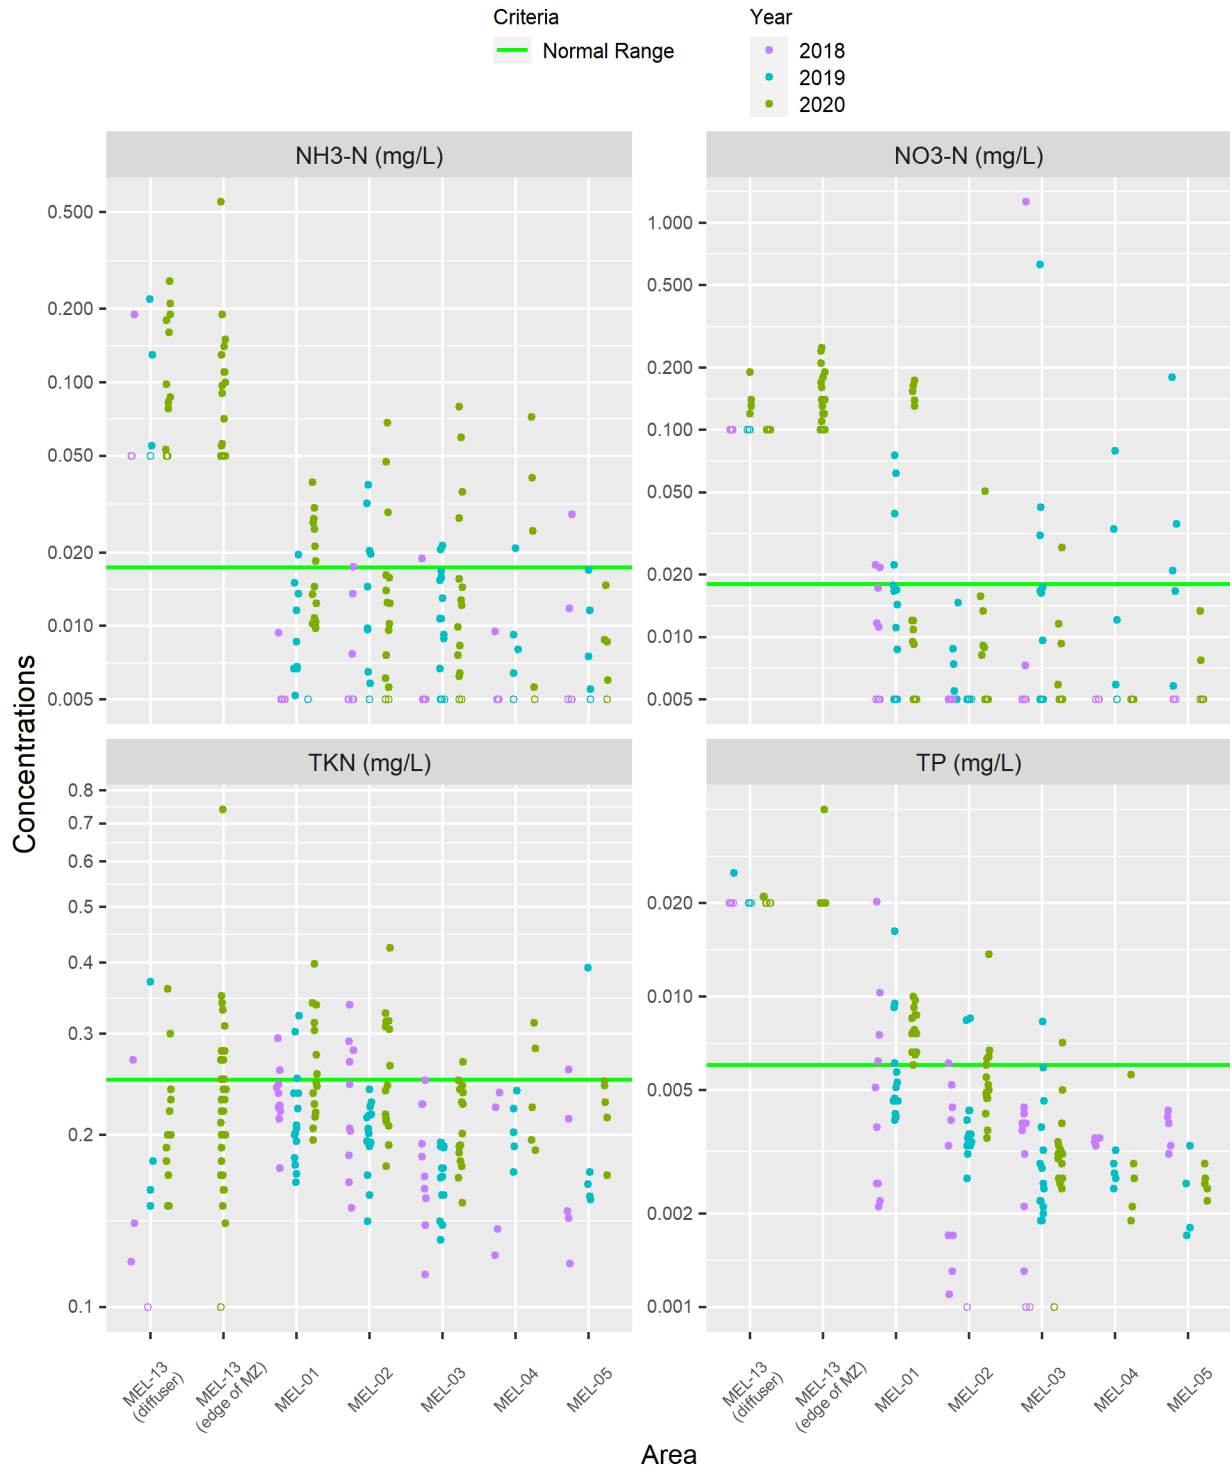 Criteria
Normal Range
Year
2018
2019
2020
NH3-N (mg/L)
NO3-N (mg/L)
0.500
0.200
0.100
0.050
0.020
0.010
0.005
1.000
0.500
0.200
0.100
0.050
0.020
0.010
0.005
Concentrations
TKN (mg/L)
TP (mg/L)
0.8
0.7
0.6
0.5
0.4
0.3
0.2
0.1
0.020
0.010
0.005
0.002
0.001
MEL-13
(diffuser)
MEL-13
(edge of MZ)
MEL-01
MEL-02
MEL-03
MEL-04
MEL-05
MEL-13
(diffuser)
MEL-13
(edge of MZ)
MEL-01
MEL-02
MEL-03
MEL-04
MEL-05
Area